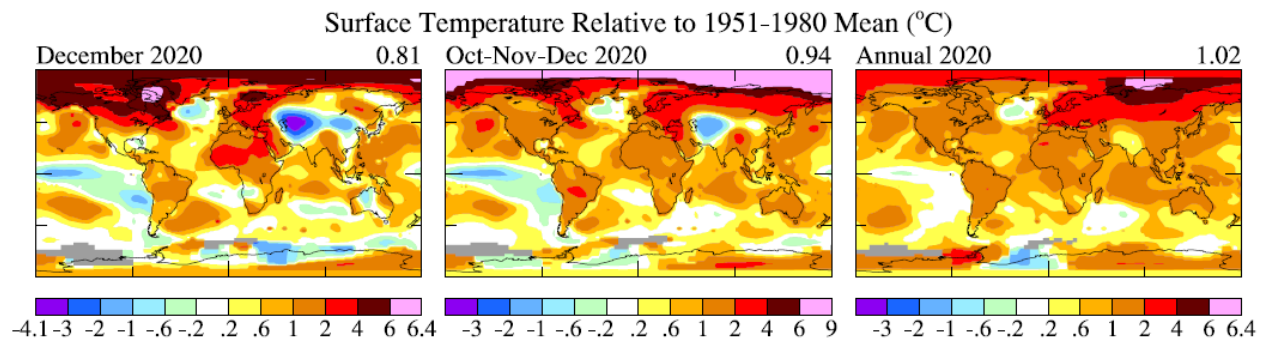 Surface Temperature Relative to 1951-1980 Mean (°C)
December 2020 0.81
Oct-Nov-Dec 2020 0.94
Annual 2020 1.02
-4.1 -3 -2 -1 -.6 -.2 .2 .6 1 2 4 6 6.4
-3 -2 -1 -.6 -.2 .2 .6 1 2 4 6 9
-3 -2 -1 -.6 -.2 .2 .6 1 2 4 6 6.4